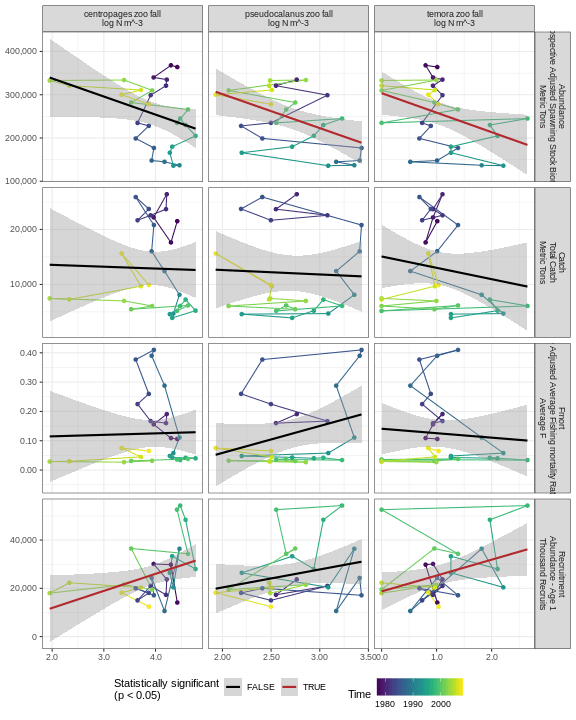 centropages zoo fall
log N m^-3
pseudocalanus zoo fall
log N m^-3
temora zoo fall
log N m^-3
400,000
300,000
200,000
100,000
Adjusted Spawning Stock
Abundance
Metric Tons
20,000
10,000
Catch
Total Catch
Metric Tons
0.40
0.30
0.20
0.10
0.00
Fmort
Adjusted Average Fishing mortality
Average F
40,000
20,000
0
Recruitment
Abundance - Age 1
Thousand Recruits
2.0 3.0 4.0
2.00 2.50 3.00 3.50
0.0 1.0 2.0
Statistically significant
(p < 0.05)
FALSE
TRUE
Time
1980 1990 2000